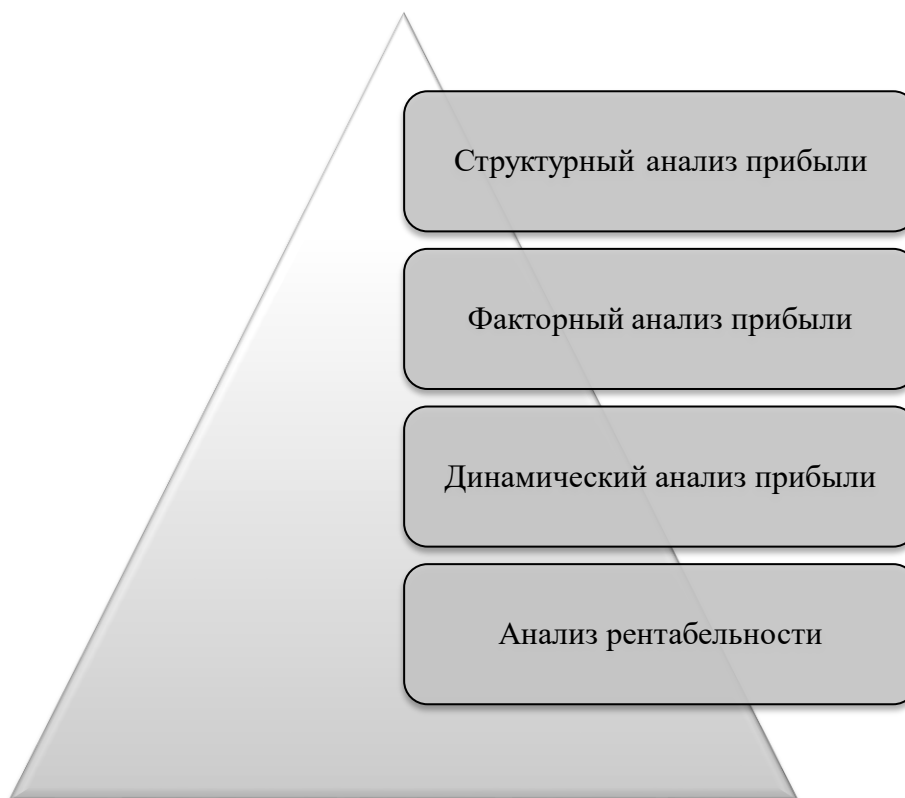 Структурный анализ прибыли
Факторный анализ прибыли
Динамический анализ прибыли
Анализ рентабельности